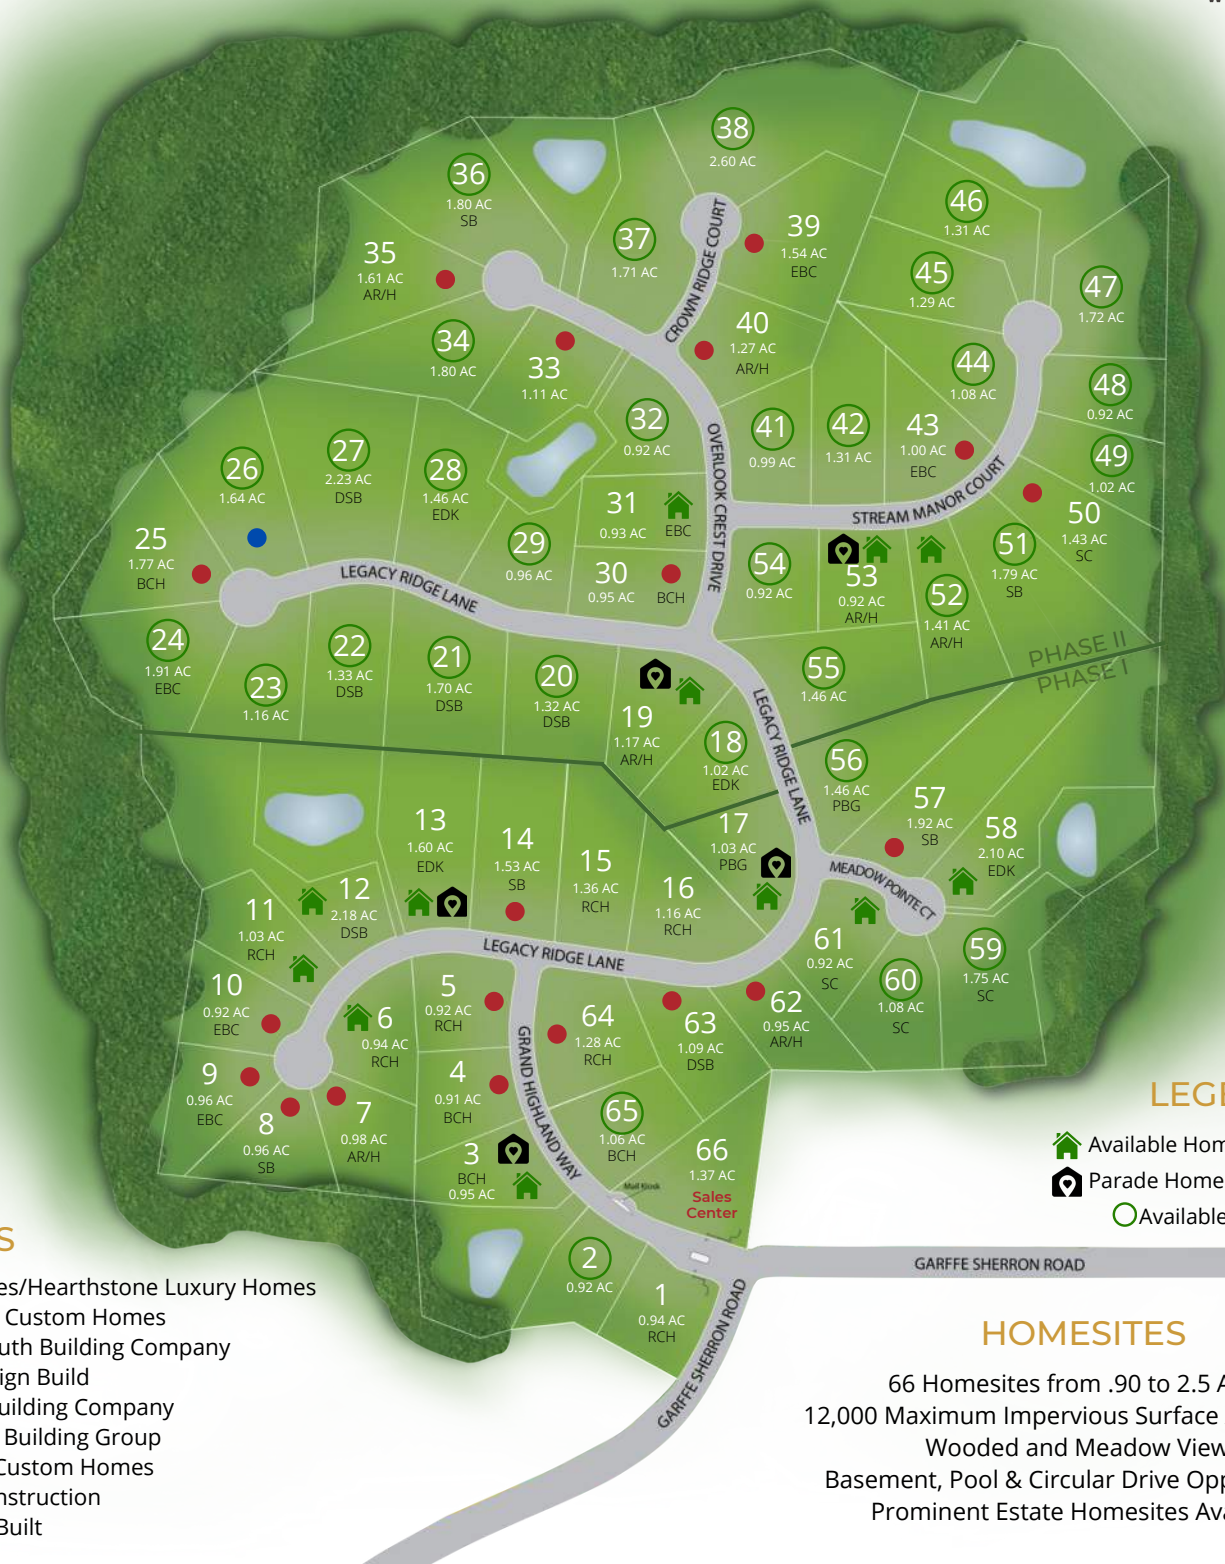 38
2.60 AC
36
1.80 AC
SB
46
1.31 AC
37
1.71 AC
39
1.54 AC
EBC
35
1.61 AC
AR/H
45
1.29 AC
47
1.72 AC
CROWN RIDGE COURT
34
1.80 AC
33
1.11 AC
40
1.27 AC
AR/H
44
1.08 AC
48
0.92 AC
32
0.92 AC
41
0.99 AC
42
1.31 AC
43
1.00 AC
EBC
49
1.02 AC
26
1.64 AC
27
2.23 AC
DSB
28
1.46 AC
EDK
OVERLOOK CREST DRIVE
STREAM MANOR COURT
31
0.93 AC
EBC
50
1.43 AC
SC
25
1.77 AC
BCH
29
0.96 AC
30
0.95 AC
BCH
54
0.92 AC
53
0.92 AC
AR/H
52
1.41 AC
AR/H
51
1.79 AC
SB
LEGACY RIDGE LANE
24
1.91 AC
EBC
23
1.16 AC
22
1.33 AC
DSB
21
1.70 AC
DSB
20
1.32 AC
DSB
55
1.46 AC
PHASE II
PHASE I
19
1.17 AC
AR/H
18
1.02 AC
EDK
LEGACY RIDGE LANE
56
1.46 AC
PBG
57
1.92 AC
SB
58
2.10 AC
EDK
13
1.60 AC
EDK
14
1.53 AC
SB
15
1.36 AC
RCH
16
1.16 AC
RCH
17
1.03 AC
PBG
MEADOW POINTE CT
12
2.18 AC
DSB
11
1.03 AC
RCH
LEGACY RIDGE LANE
61
0.92 AC
SC
60
1.08 AC
SC
59
1.75 AC
SC
10
0.92 AC
EBC
6
0.94 AC
RCH
5
0.92 AC
RCH
64
1.28 AC
RCH
63
1.09 AC
DSB
62
0.95 AC
AR/H
9
0.96 AC
EBC
8
0.96 AC
SB
7
0.98 AC
AR/H
4
0.91 AC
BCH
GRAND HIGHLAND WAY
65
1.06 AC
BCH
66
1.37 AC
Sales
Center
3
BCH
0.95 AC
Mail Kiosk
2
0.92 AC
1
0.94 AC
RCH
GARFFE SHERRON ROAD
GARFFE SHERRON ROAD
LEGE
Available Hom
Parade Home
Available
S
es/Hearthstone Luxury Homes
Custom Homes
uth Building Company
ign Build
uilding Company
Building Group
Custom Homes
nstruction
Built
HOMESITES
66 Homesites from .90 to 2.5 A
12,000 Maximum Impervious Surface
Wooded and Meadow View
Basement, Pool & Circular Drive Opp
Prominent Estate Homesites Ava